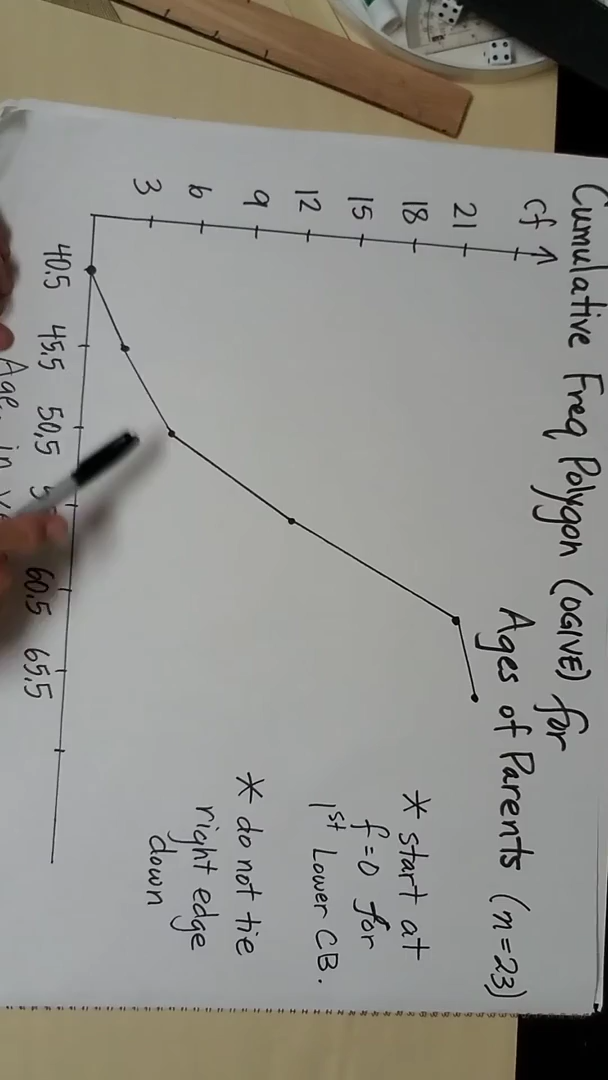 Cumulative Freq Polygon (OGIVE) for
Ages of Parents (n=23)
cf ↑
21
18
15
12
9
6
3
40.5 45.5 50.5 60.5 65.5
Age in
* start at
f=0 for
1st Lower CB.
* do not tie
right edge
down